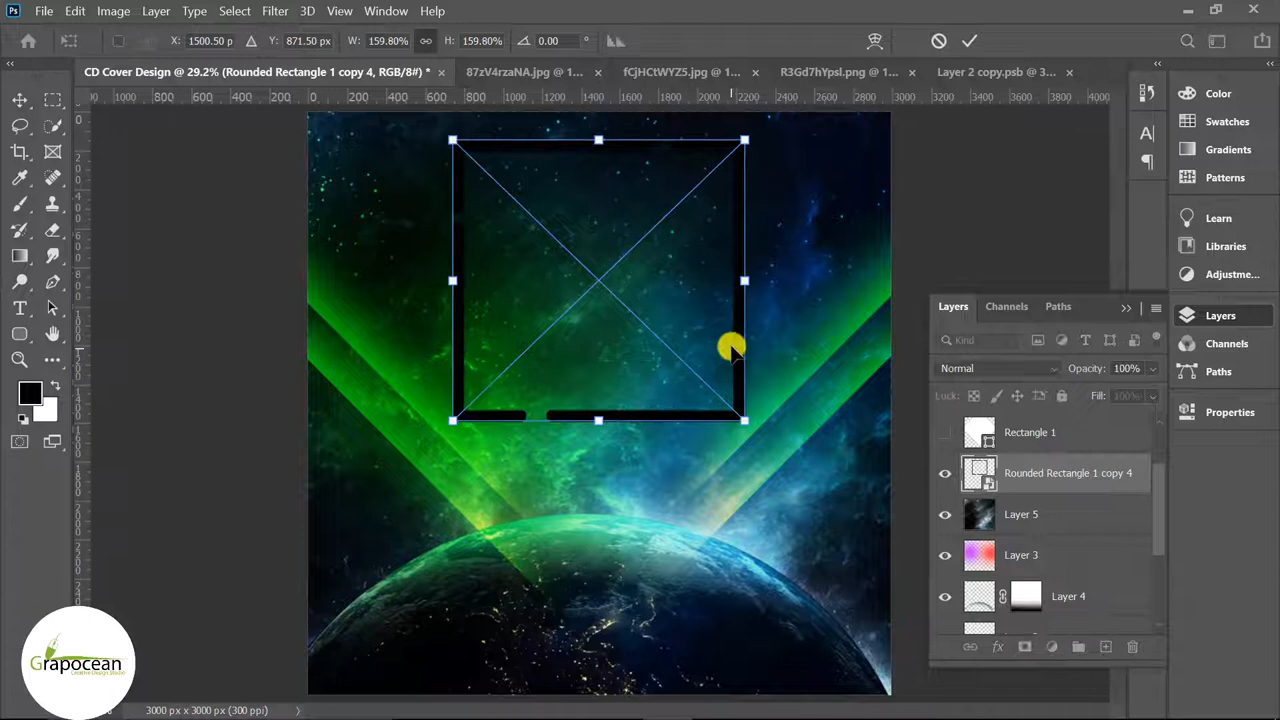 Ps File Edit Image Layer Type Select Filter 3D View Window Help
X: 1500.50 p Y: 871.50 px W: 159.80% H: 159.80% 0.00 °
CD Cover Design @ 29.2% (Rounded Rectangle 1 copy 4, RGB/8#) * × 87zV4rzaNA.jpg @ 1... × fCjHCtWYZ5.jpg @ 1... × R3Gd7hYpsl.png @ 1... × Layer 2 copy.psb @ 3... ×
1000 800 600 400 200 0 200 400 600 800 1000 1200 1400 1600 1800 2000 2200 2400 2600 2800 3000 3200 3400 3600 3800 4000
Color
Swatches
Gradients
Patterns
Learn
Libraries
Adjustme...
Layers
Channels
Paths
Properties
Layers Channels Paths
Kind
Normal Opacity: 100%
Lock: Fill: 100%
Rectangle 1
Rounded Rectangle 1 copy 4
Layer 5
Layer 3
Layer 4
fx
Grapocean
Creative Design Studio
3000 px x 3000 px (300 ppi)